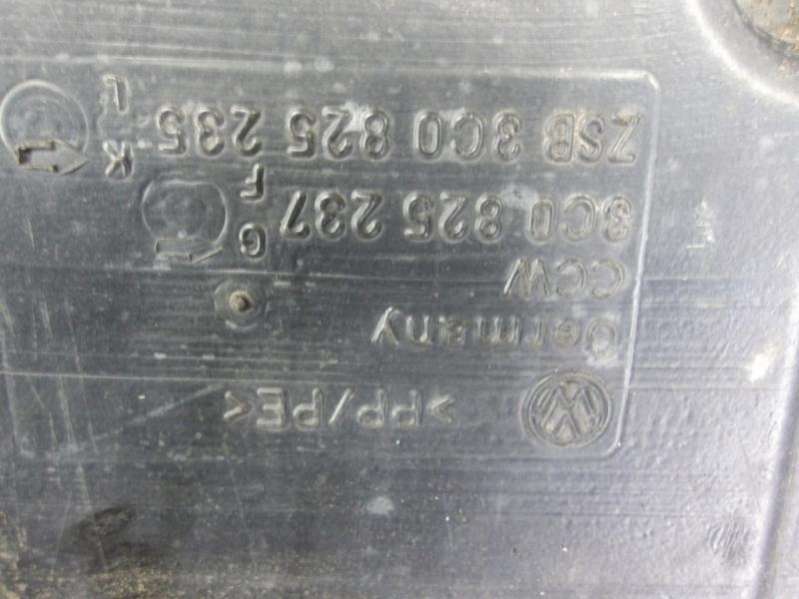 >PP/PE<
Germany
CCW
G
3C0 825 237
F
K
ZSB 3C0 825 235
L